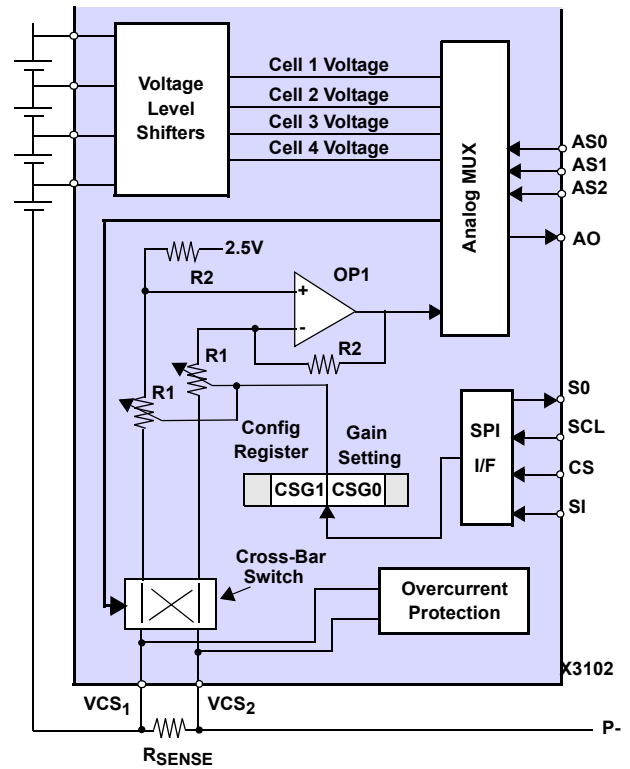 Voltage
Level
Shifters
Cell 1 Voltage
Cell 2 Voltage
Cell 3 Voltage
Cell 4 Voltage
Analog MUX
AS0
AS1
AS2
AO
2.5V
R2
OP1
+
-
R2
R1
R1
Config
Register
Gain
Setting
CSG1
CSG0
SPI
I/F
S0
SCL
CS
SI
Cross-Bar
Switch
Overcurrent
Protection
X3102
VCS1
VCS2
P-
RSENSE